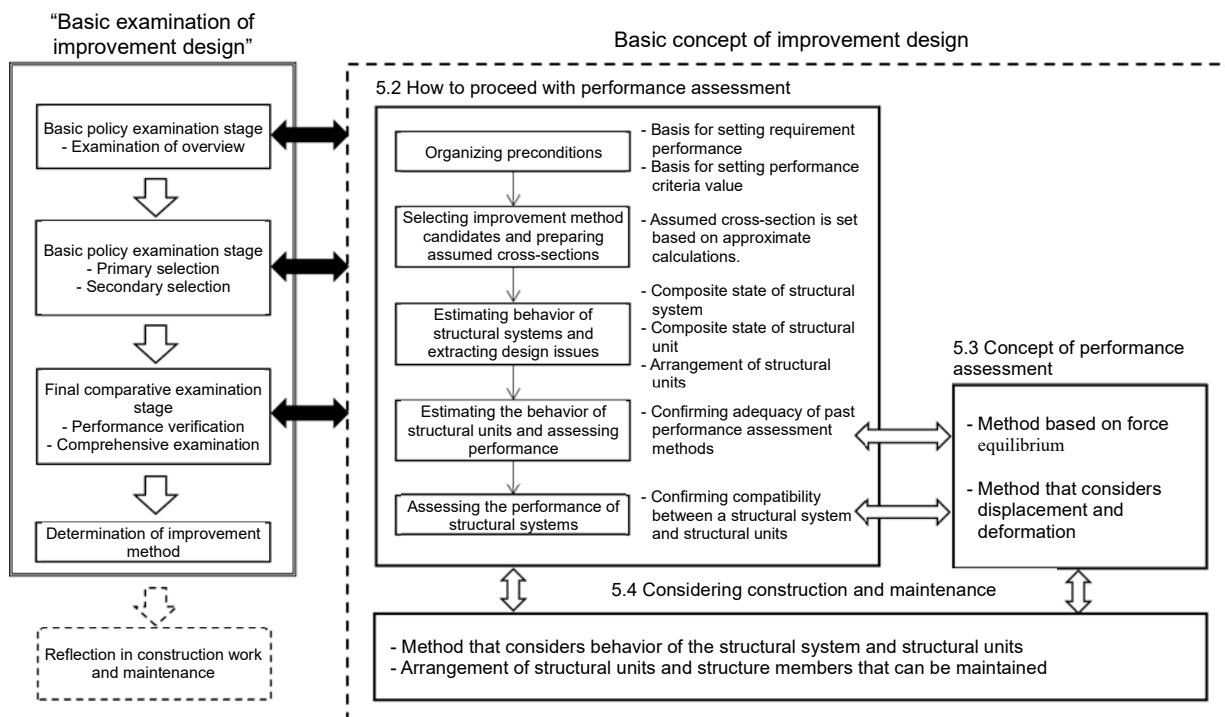 “Basic examination of
improvement design”
Basic policy examination stage
- Examination of overview
Basic policy examination stage
- Primary selection
- Secondary selection
Final comparative examination
stage
- Performance verification
- Comprehensive examination
Determination of improvement
method
Reflection in construction work
and maintenance
Basic concept of improvement design
5.2 How to proceed with performance assessment
Organizing preconditions
- Basis for setting requirement
performance
- Basis for setting performance
criteria value
Selecting improvement method
candidates and preparing
assumed cross-sections
- Assumed cross-section is set
based on approximate
calculations.
Estimating behavior of
structural systems and
extracting design issues
- Composite state of structural
system
- Composite state of structural
unit
- Arrangement of structural
units
Estimating the behavior of
structural units and assessing
performance
- Confirming adequacy of past
performance assessment
methods
Assessing the performance of
structural systems
- Confirming compatibility
between a structural system
and structural units
5.3 Concept of performance
assessment
- Method based on force
equilibrium
- Method that considers
displacement and
deformation
5.4 Considering construction and maintenance
- Method that considers behavior of the structural system and structural units
- Arrangement of structural units and structure members that can be maintained